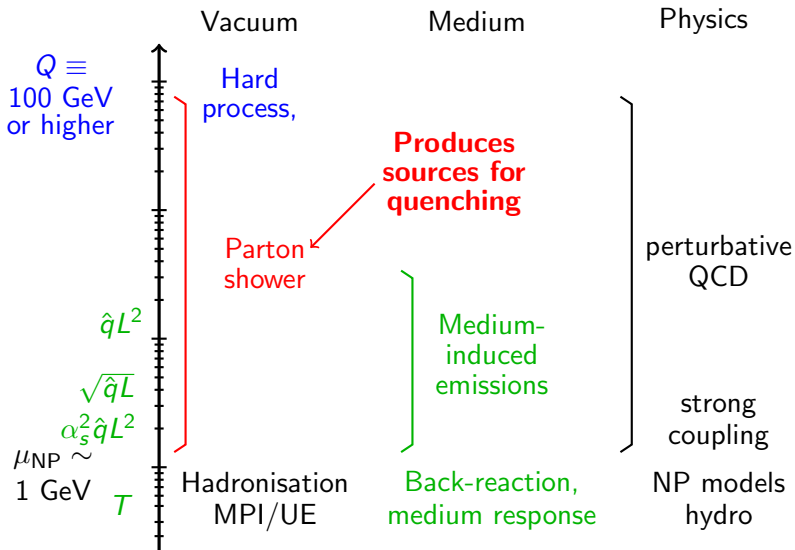 Vacuum Medium Physics
Q ≡
100 GeV
or higher
Hard
process,
Produces
sources for
quenching
Parton
shower
perturbative
QCD
q̂L²
Medium-
induced
emissions
√q̂L
α_s²q̂L²
strong
coupling
μ_NP ∼
1 GeV
T
Hadronisation
MPI/UE
Back-reaction,
medium response
NP models
hydro